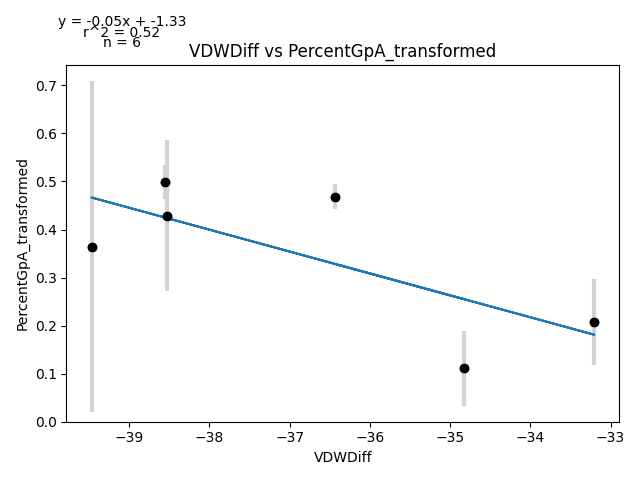 y = -0.05x + -1.33
r^2 = 0.52
n = 6
VDWDiff vs PercentGpA_transformed
PercentGpA_transformed
0.7
0.6
0.5
0.4
0.3
0.2
0.1
0.0
−39 −38 −37 −36 −35 −34 −33
VDWDiff